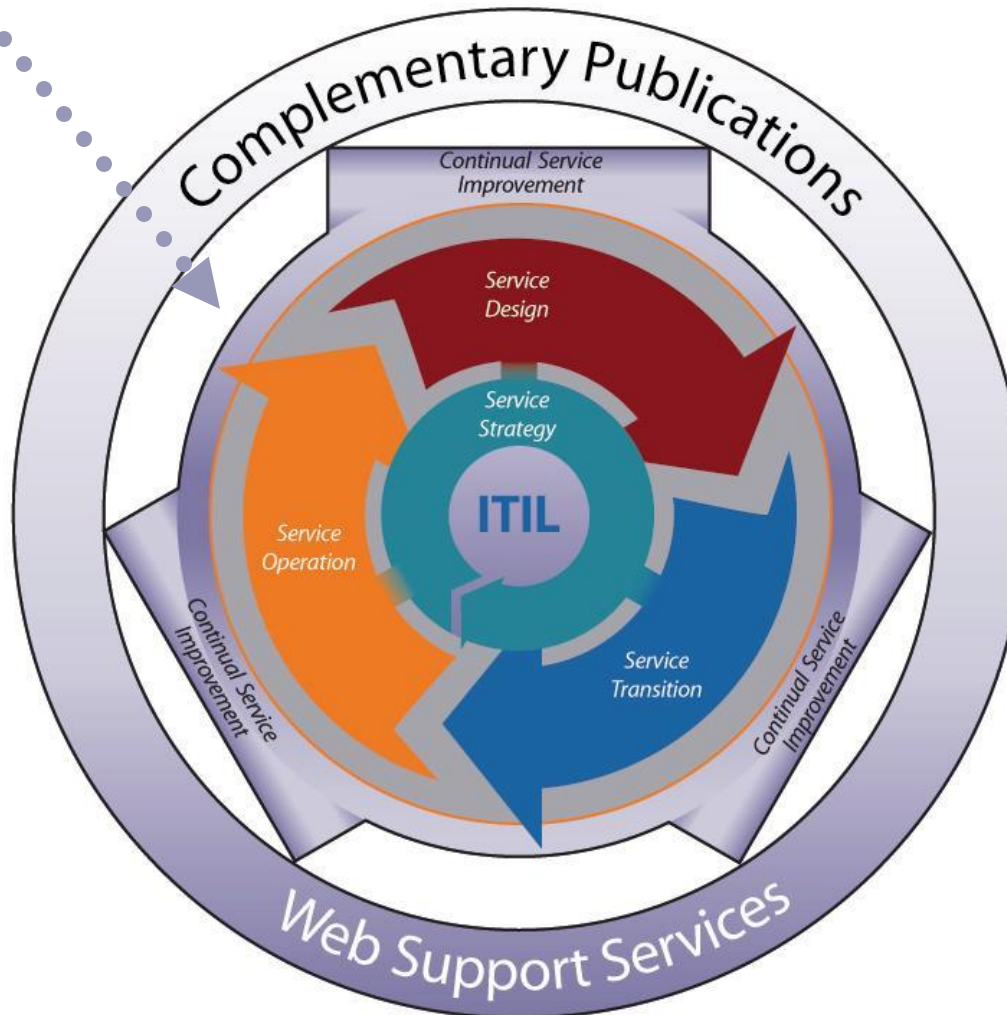 Complementary Publications
Continual Service
Improvement
Service
Design
Service
Strategy
ITIL
Service
Operation
Service
Transition
Continual Service
Improvement
Continual Service
Improvement
Web Support Services